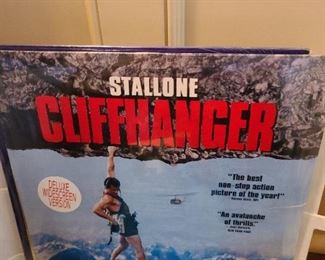 STALLONE
CLIFFHANGER
DELUXE
WIDESCREEN
VERSION
"The best
non-stop action
picture of the year!"
"An avalanche
of thrills."